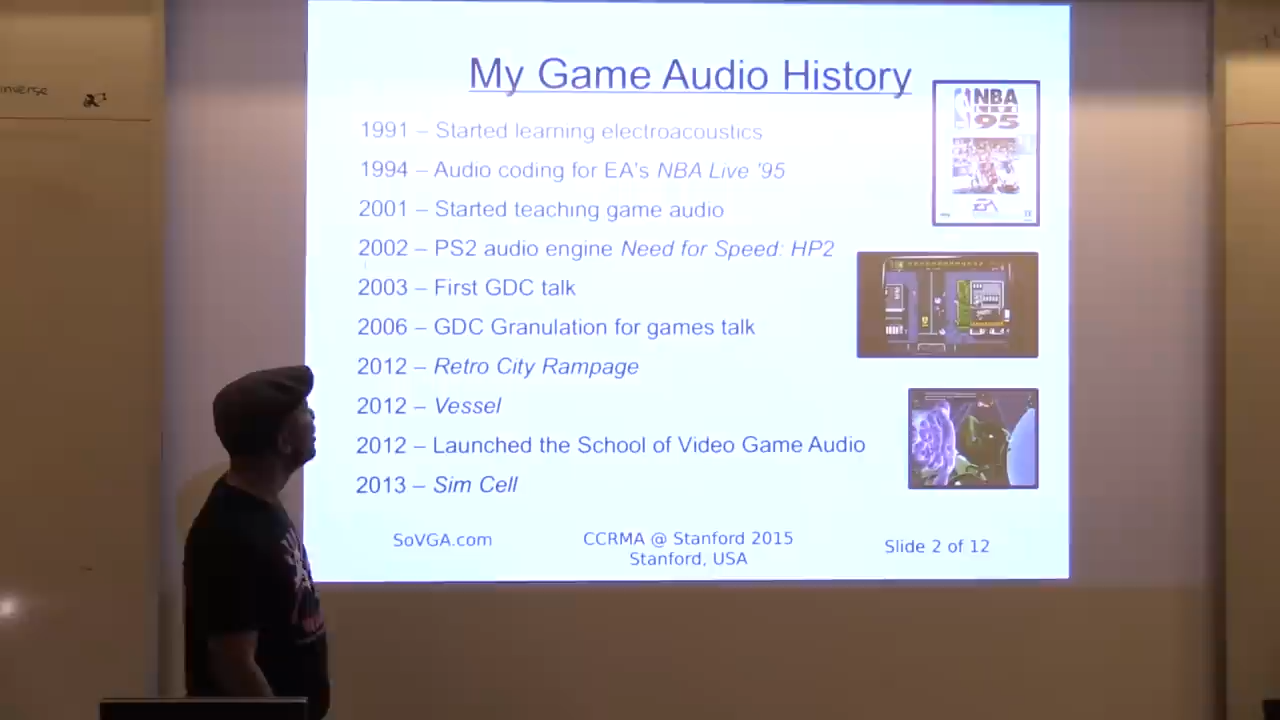 inverse
My Game Audio History
1991 – Started learning electroacoustics
1994 – Audio coding for EA's NBA Live '95
2001 – Started teaching game audio
2002 – PS2 audio engine Need for Speed: HP2
2003 – First GDC talk
2006 – GDC Granulation for games talk
2012 – Retro City Rampage
2012 – Vessel
2012 – Launched the School of Video Game Audio
2013 – Sim Cell
NBA
95
EA
SoVGA.com
CCRMA @ Stanford 2015
Stanford, USA
Slide 2 of 12